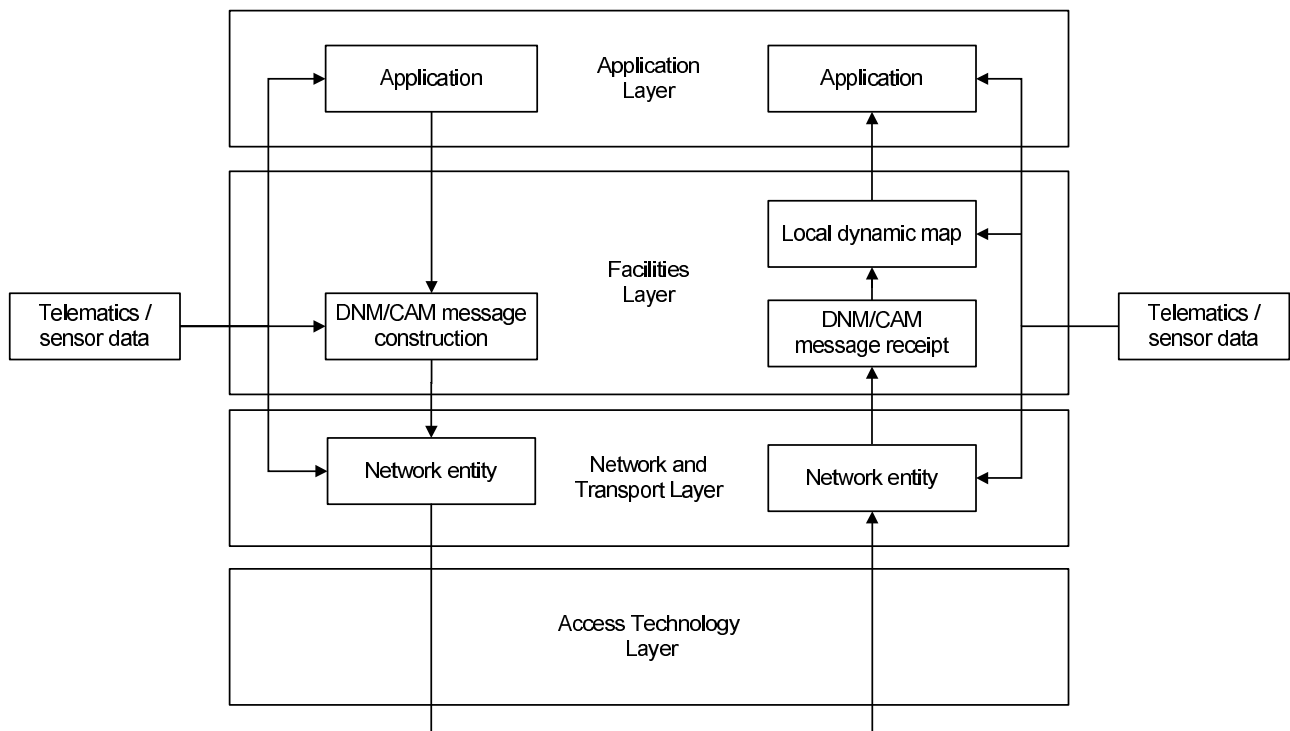 Application
Application
Layer
Application
Local dynamic map
Facilities
Layer
Telematics /
sensor data
DNM/CAM message
construction
DNM/CAM
message receipt
Telematics /
sensor data
Network entity
Network and
Transport Layer
Network entity
Access Technology
Layer